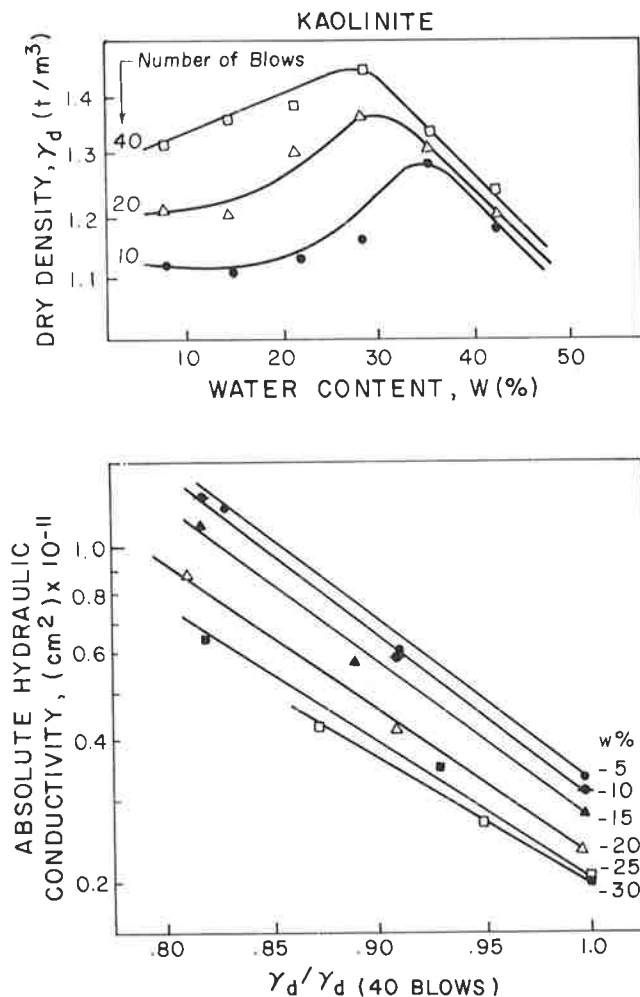 KAOLINITE
Number of Blows
DRY DENSITY, γd (t/m³)
1.4
1.3
1.2
1.1
40
20
10
10 20 30 40 50
WATER CONTENT, W(%)
ABSOLUTE HYDRAULIC
CONDUCTIVITY, (cm²) x 10-11
1.0
0.8
0.6
0.4
0.2
w%
-5
-10
-15
-20
-25
-30
.80 .85 .90 .95 1.0
γd/γd (40 BLOWS)